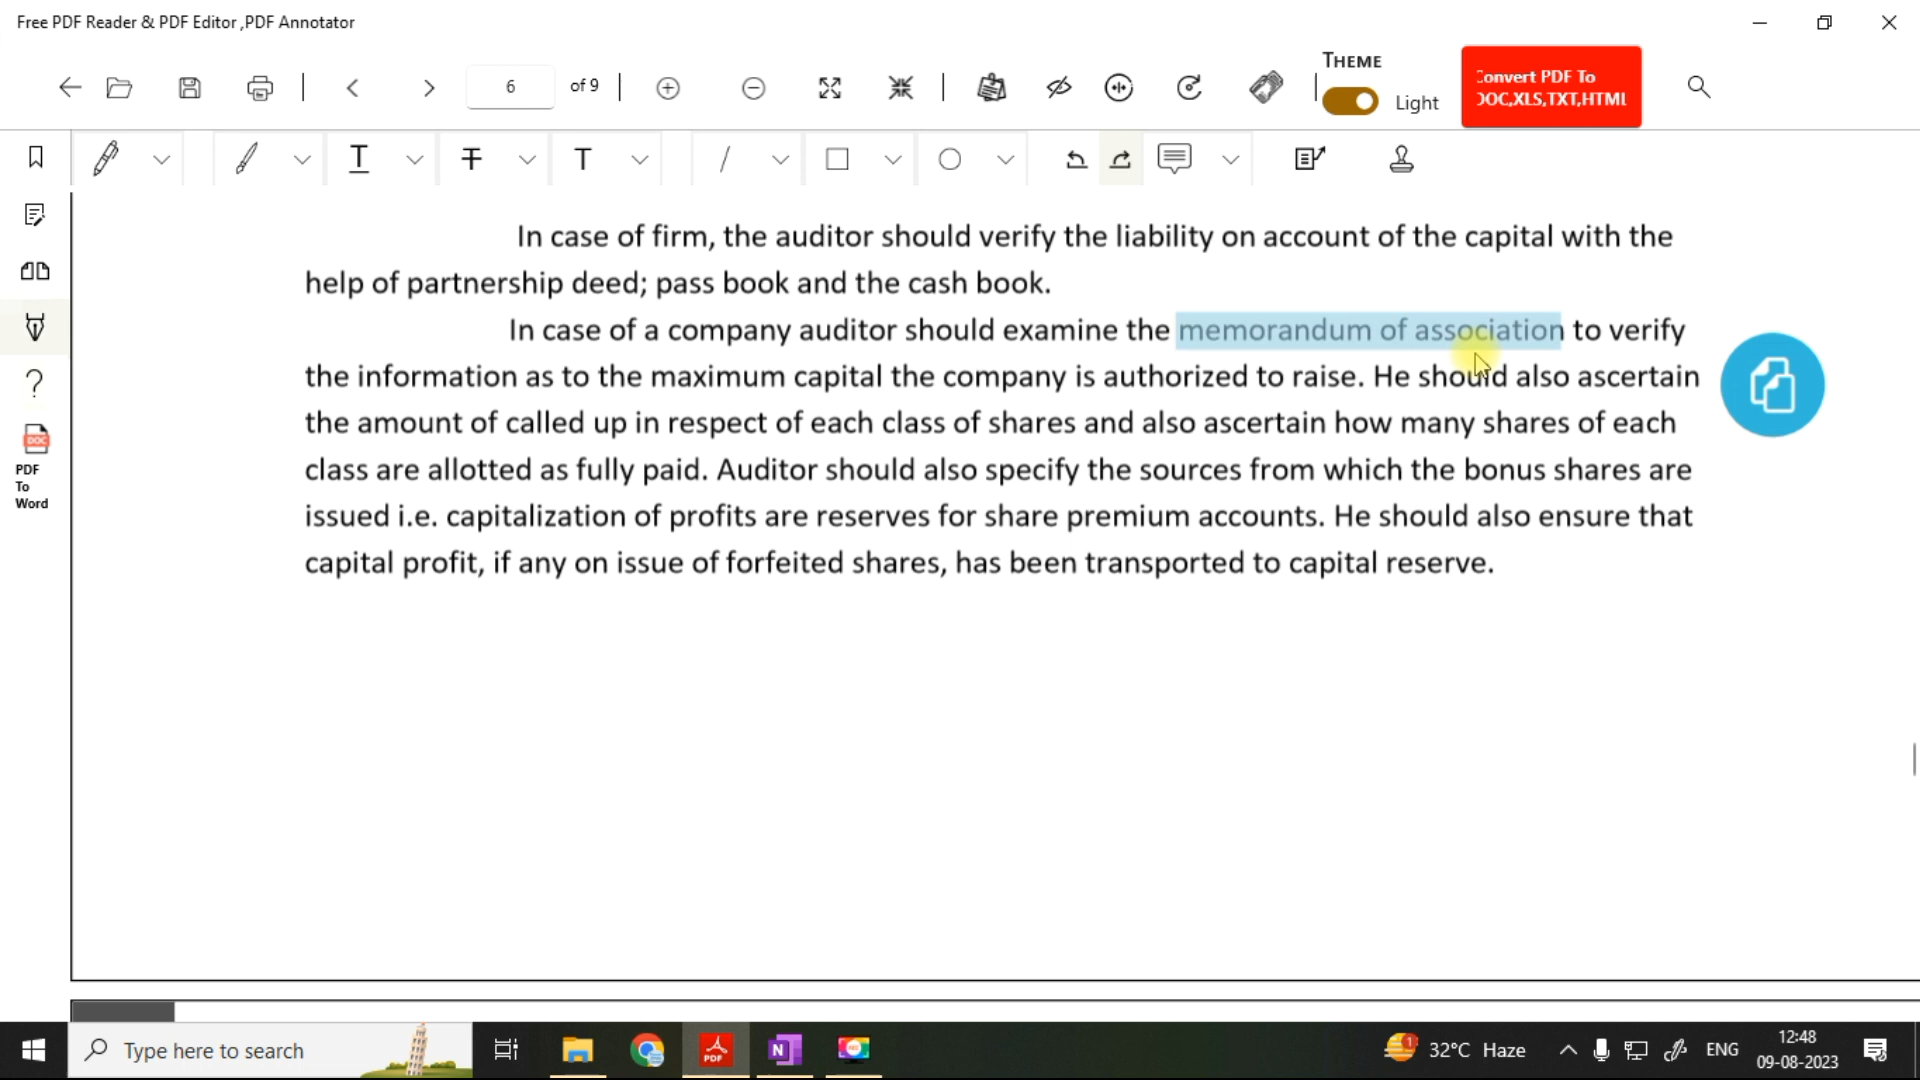 Free PDF Reader & PDF Editor ,PDF Annotator
6 of 9
THEME
Light
Convert PDF To
DOC,XLS,TXT,HTML
T T T
In case of firm, the auditor should verify the liability on account of the capital with the
help of partnership deed; pass book and the cash book.
In case of a company auditor should examine the memorandum of association to verify
the information as to the maximum capital the company is authorized to raise. He should also ascertain
the amount of called up in respect of each class of shares and also ascertain how many shares of each
class are allotted as fully paid. Auditor should also specify the sources from which the bonus shares are
issued i.e. capitalization of profits are reserves for share premium accounts. He should also ensure that
capital profit, if any on issue of forfeited shares, has been transported to capital reserve.
?
DOC
PDF
To
Word
Type here to search
PDF
N
1
32°C Haze
ENG
12:48
09-08-2023